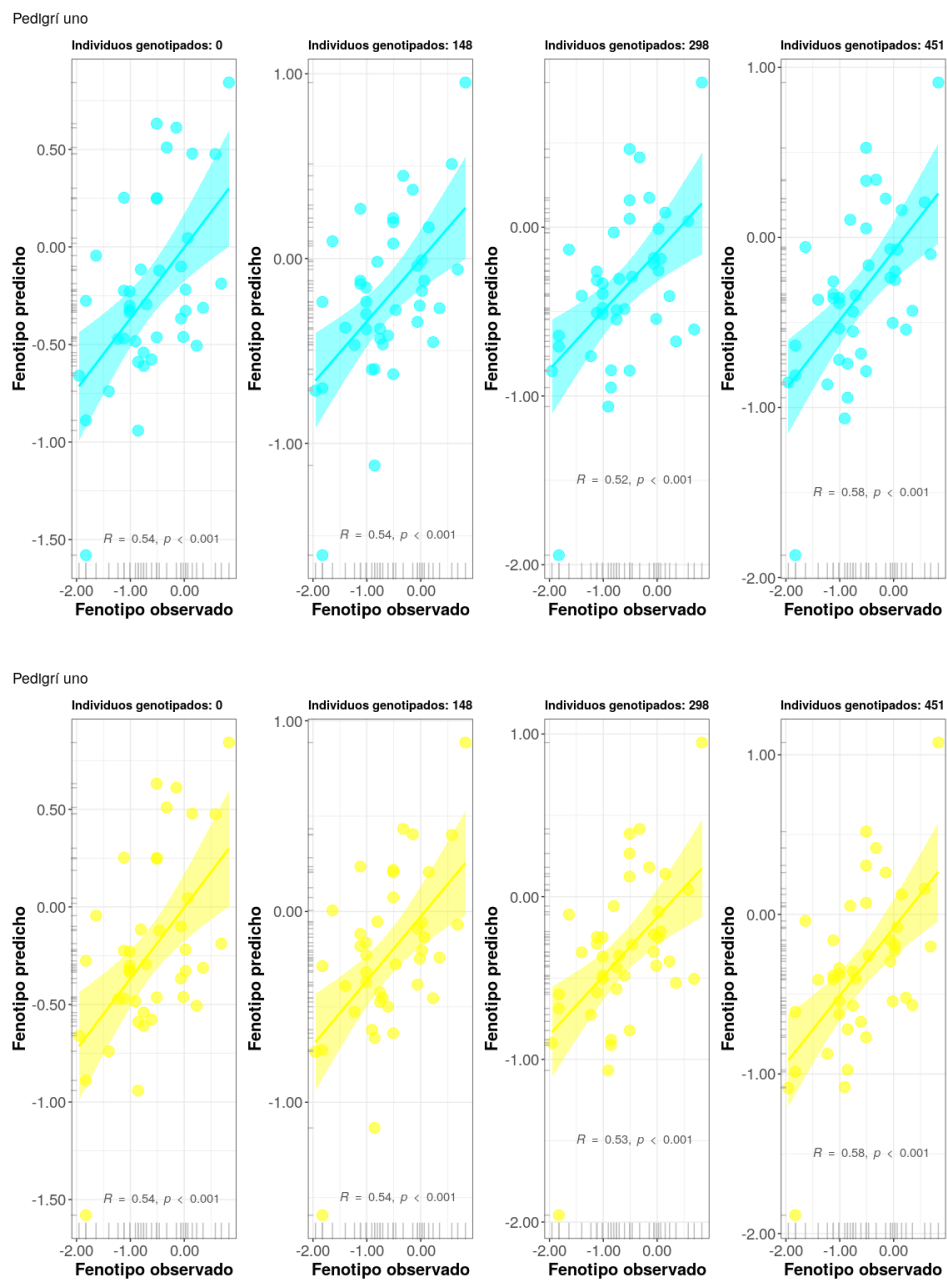 Pedigrí uno
Individuos genotipados: 0
Individuos genotipados: 148
Individuos genotipados: 298
Individuos genotipados: 451
Fenotipo predicho
0.50
0.00
-0.50
-1.00
-1.50
R = 0.54, p < 0.001
-2.00 -1.00 0.00
Fenotipo observado
Fenotipo predicho
1.00
0.00
-1.00
R = 0.54, p < 0.001
-2.00 -1.00 0.00
Fenotipo observado
Fenotipo predicho
0.00
-1.00
-2.00
R = 0.52, p < 0.001
-2.00 -1.00 0.00
Fenotipo observado
Fenotipo predicho
1.00
0.00
-1.00
-2.00
R = 0.58, p < 0.001
-2.00 -1.00 0.00
Fenotipo observado
Pedigrí uno
Individuos genotipados: 0
Individuos genotipados: 148
Individuos genotipados: 298
Individuos genotipados: 451
Fenotipo predicho
0.50
0.00
-0.50
-1.00
-1.50
R = 0.54, p < 0.001
-2.00 -1.00 0.00
Fenotipo observado
Fenotipo predicho
1.00
0.00
-1.00
R = 0.54, p < 0.001
-2.00 -1.00 0.00
Fenotipo observado
Fenotipo predicho
1.00
0.00
-1.00
-2.00
R = 0.53, p < 0.001
-2.00 -1.00 0.00
Fenotipo observado
Fenotipo predicho
1.00
0.00
-1.00
-2.00
R = 0.58, p < 0.001
-2.00 -1.00 0.00
Fenotipo observado